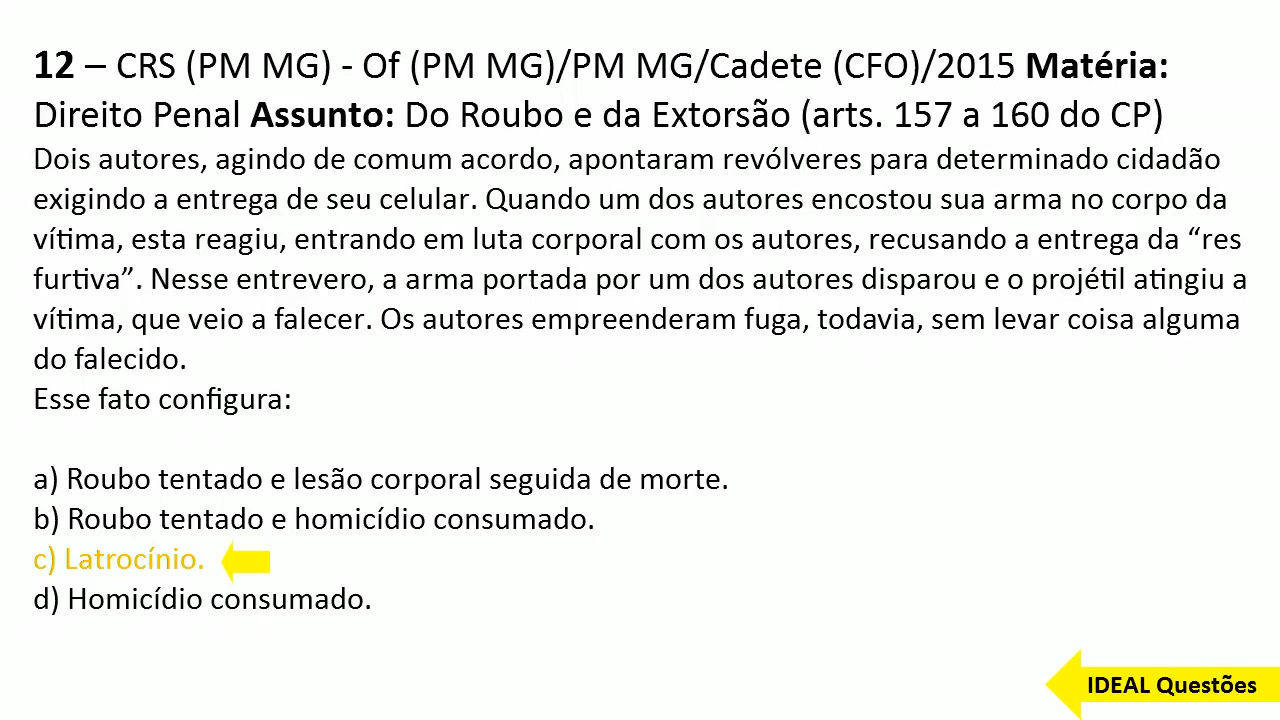 12 – CRS (PM MG) - Of (PM MG)/PM MG/Cadete (CFO)/2015 Matéria:
Direito Penal Assunto: Do Roubo e da Extorsão (arts. 157 a 160 do CP)
Dois autores, agindo de comum acordo, apontaram revólveres para determinado cidadão
exigindo a entrega de seu celular. Quando um dos autores encostou sua arma no corpo da
vítima, esta reagiu, entrando em luta corporal com os autores, recusando a entrega da “res
furtiva”. Nesse entrevero, a arma portada por um dos autores disparou e o projétil atingiu a
vítima, que veio a falecer. Os autores empreenderam fuga, todavia, sem levar coisa alguma
do falecido.
Esse fato configura:
a) Roubo tentado e lesão corporal seguida de morte.
b) Roubo tentado e homicídio consumado.
c) Latrocínio.
d) Homicídio consumado.
IDEAL Questões